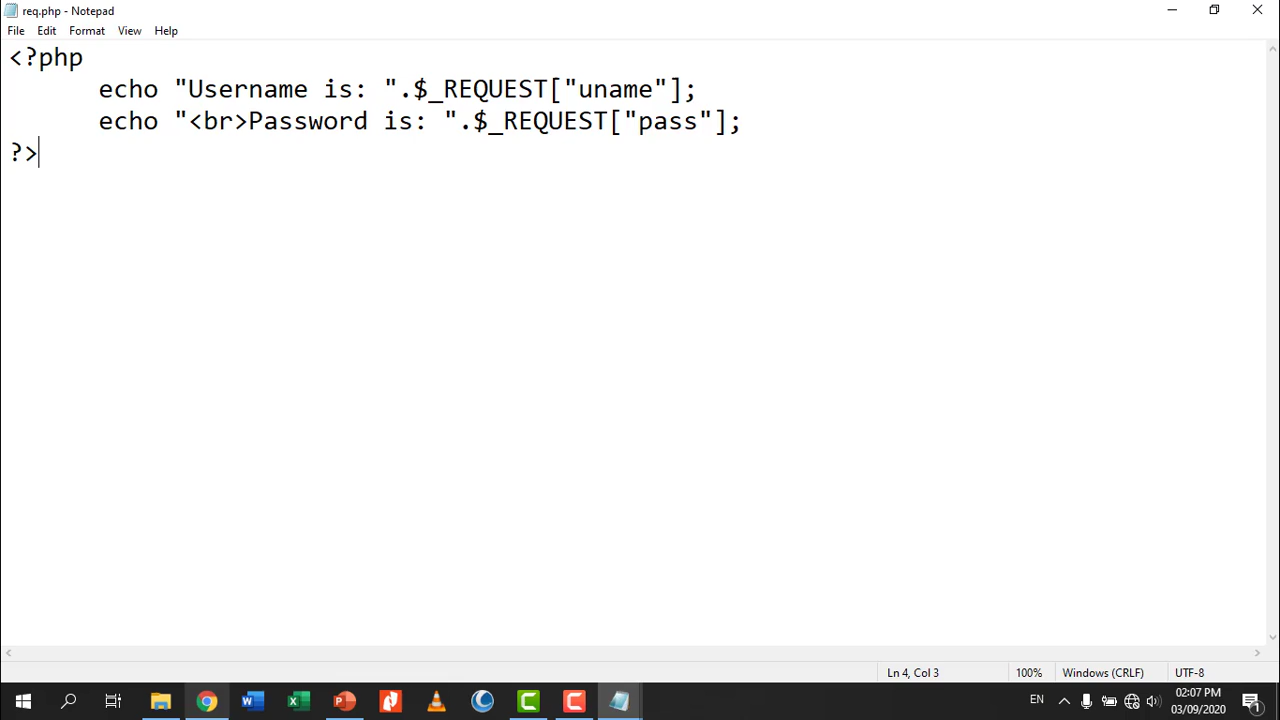 req.php - Notepad
File Edit Format View Help
<?php
echo "Username is: ".$_REQUEST["uname"];
echo "<br>Password is: ".$_REQUEST["pass"];
?>
Ln 4, Col 3 100% Windows (CRLF) UTF-8
EN 02:07 PM
03/09/2020 1